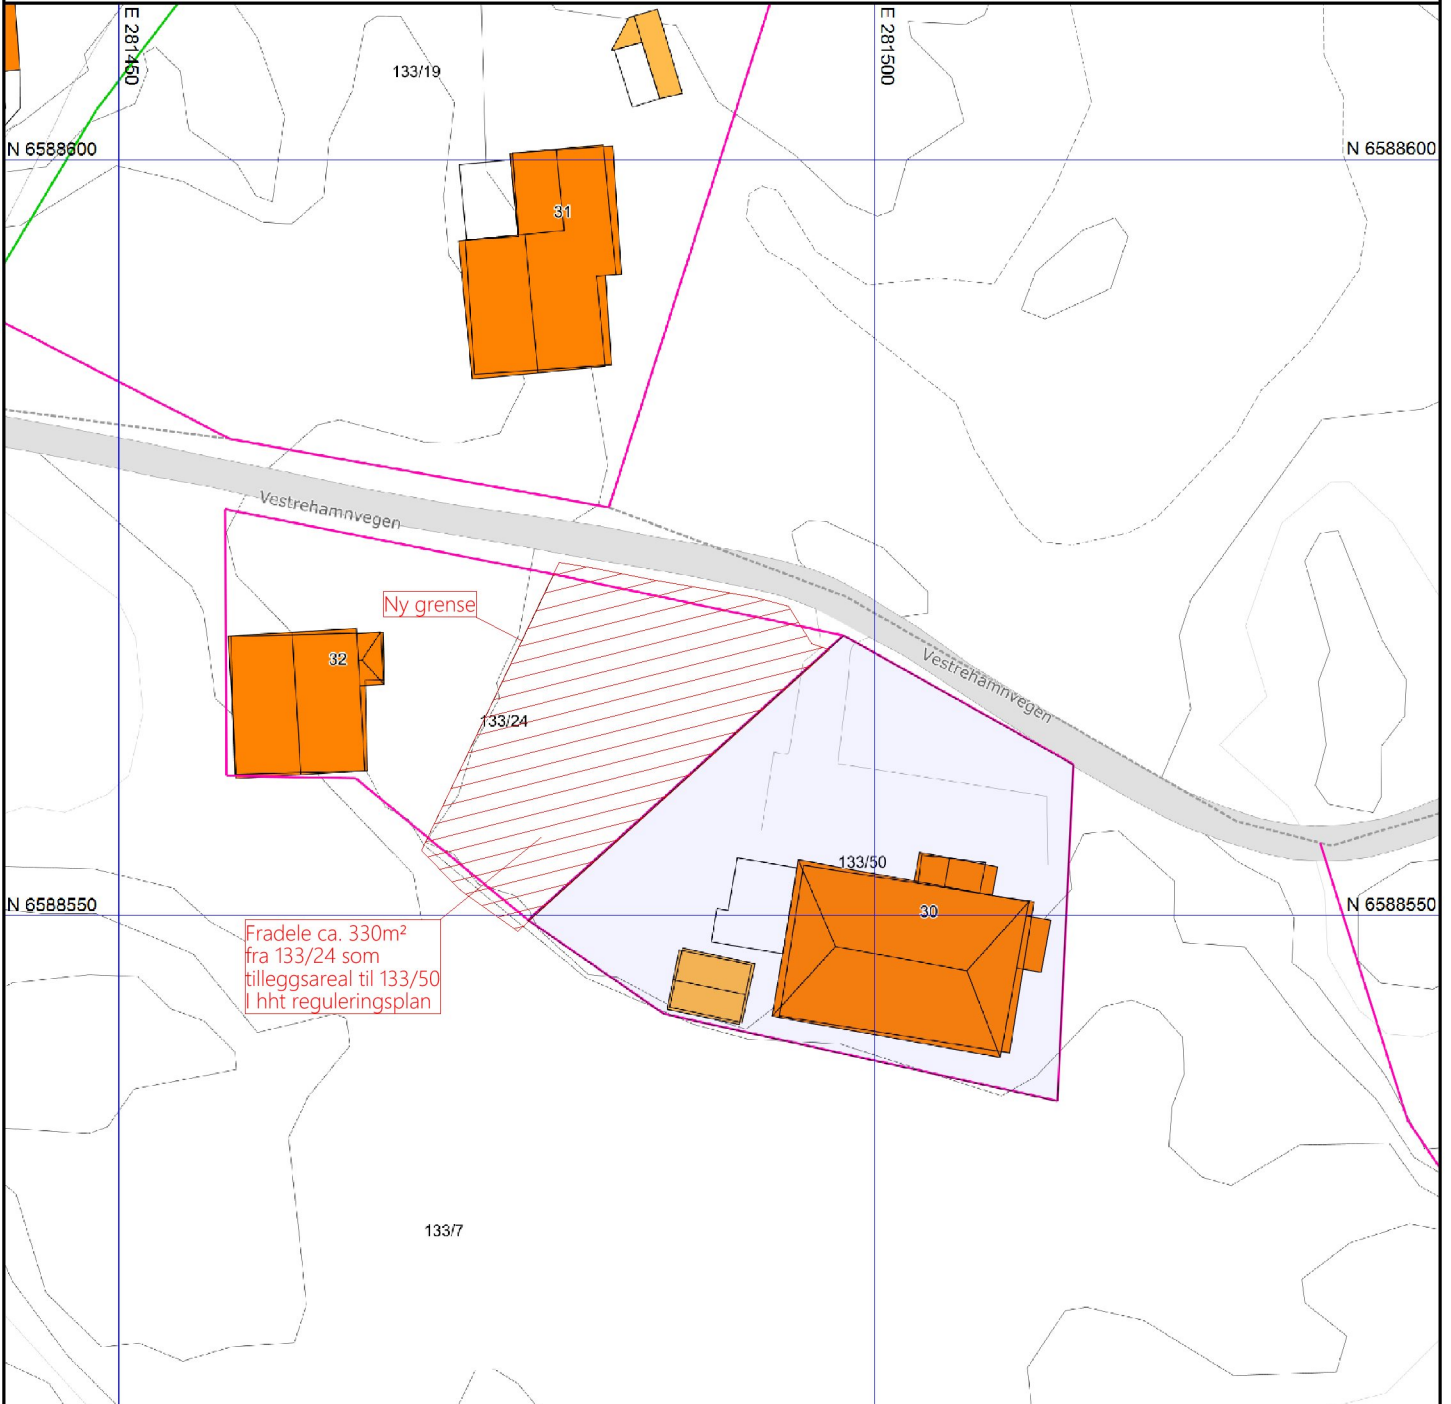 E 281450
E 281500
133/19
N 6588600
N 6588600
31
Vestrehamnvegen
Ny grense
32
Vestrehamnvegen
133/24
133/50
N 6588550
30
N 6588550
Fradele ca. 330m²
fra 133/24 som
tilleggsareal til 133/50
I hht reguleringsplan
133/7